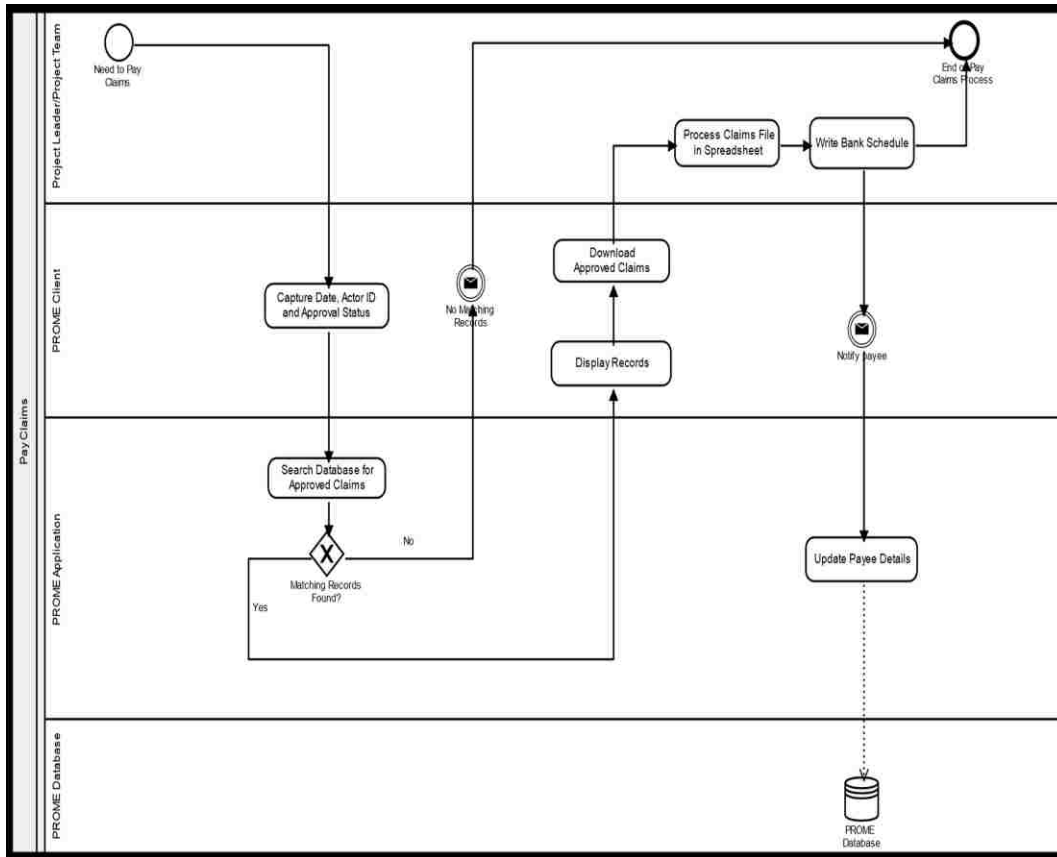 Pay Claims
Project Leader/Project Team
Need to Pay
Claims
End of Pay
Claims Process
Process Claims File
in Spreadsheet
Write Bank Schedule
PROME Client
Capture Date, Actor ID
and Approval Status
No Matching
Records
Download
Approved Claims
Display Records
Notify payee
PROME Application
Search Database for
Approved Claims
X
Matching Records
Found?
No
Yes
Update Payee Details
PROME Database
PROME
Database